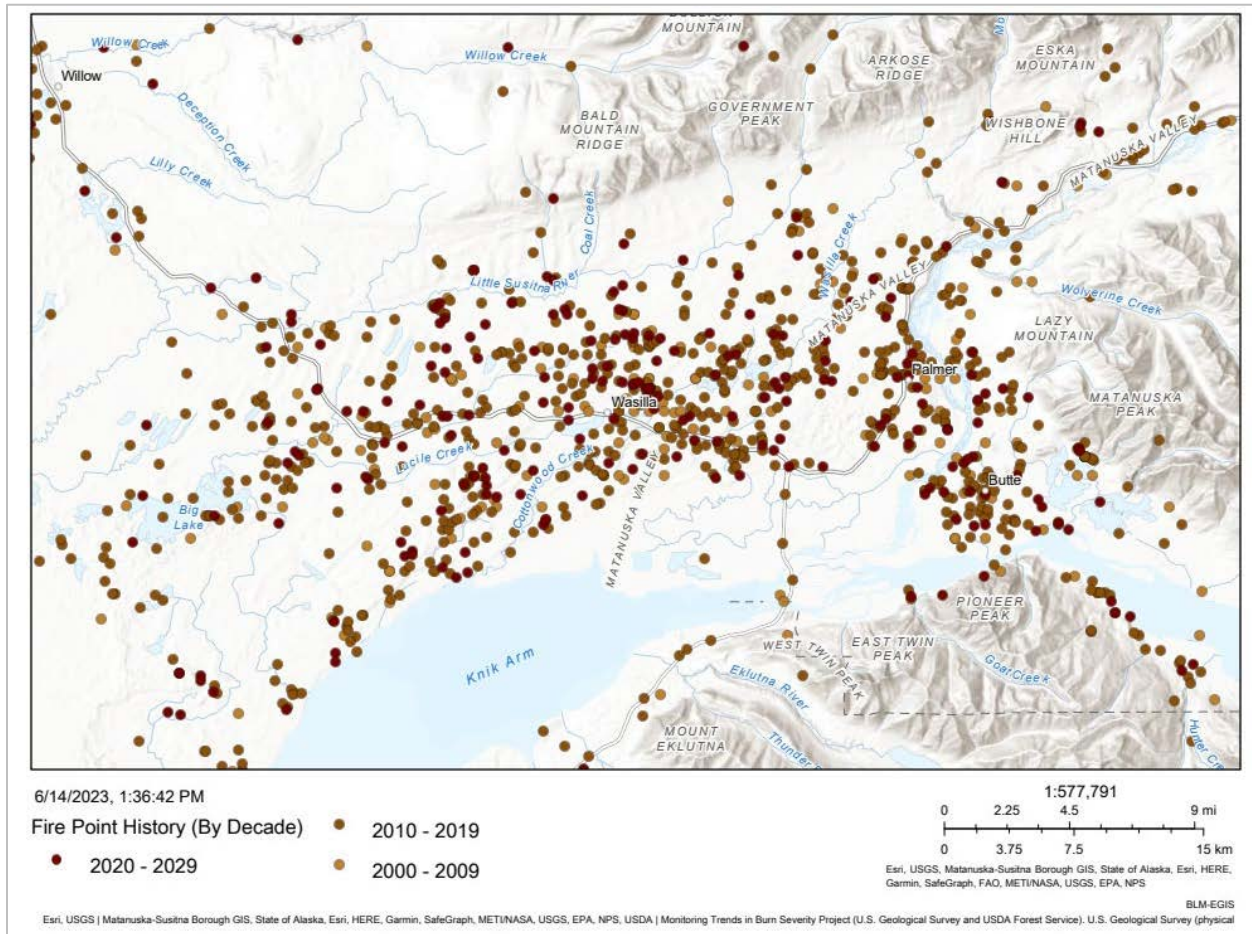 MOUNTAIN
Willow Creek
Willow Creek
Willow
Deception Creek
Lilly Creek
BALD
MOUNTAIN
RIDGE
GOVERNMENT
PEAK
ARKOSE
RIDGE
ESKA
MOUNTAIN
WISHBONE
HILL
MATANUSKA VALLEY
Coal Creek
Little Susitna River
Wasilla Creek
MATANUSKA VALLEY
Wolverine Creek
LAZY
MOUNTAIN
Palmer
MATANUSKA
PEAK
Wasilla
Lucile Creek
Cottonwood Creek
MATANUSKA VALLEY
Butte
Big
Lake
Knik Arm
PIONEER
PEAK
EAST TWIN
PEAK
WEST TWIN
PEAK
Goat Creek
Eklutna River
MOUNT
EKLUTNA
Thunder
Hunter Cre
6/14/2023, 1:36:42 PM
Fire Point History (By Decade)
2020 - 2029
2010 - 2019
2000 - 2009
1:577,791
0 2.25 4.5 9 mi
0 3.75 7.5 15 km
Esri, USGS, Matanuska-Susitna Borough GIS, State of Alaska, Esri, HERE,
Garmin, SafeGraph, FAO, METI/NASA, USGS, EPA, NPS
BLM-EGIS
Esri, USGS | Matanuska-Susitna Borough GIS, State of Alaska, Esri, HERE, Garmin, SafeGraph, METI/NASA, USGS, EPA, NPS, USDA | Monitoring Trends in Burn Severity Project (U.S. Geological Survey and USDA Forest Service). U.S. Geological Survey (physical